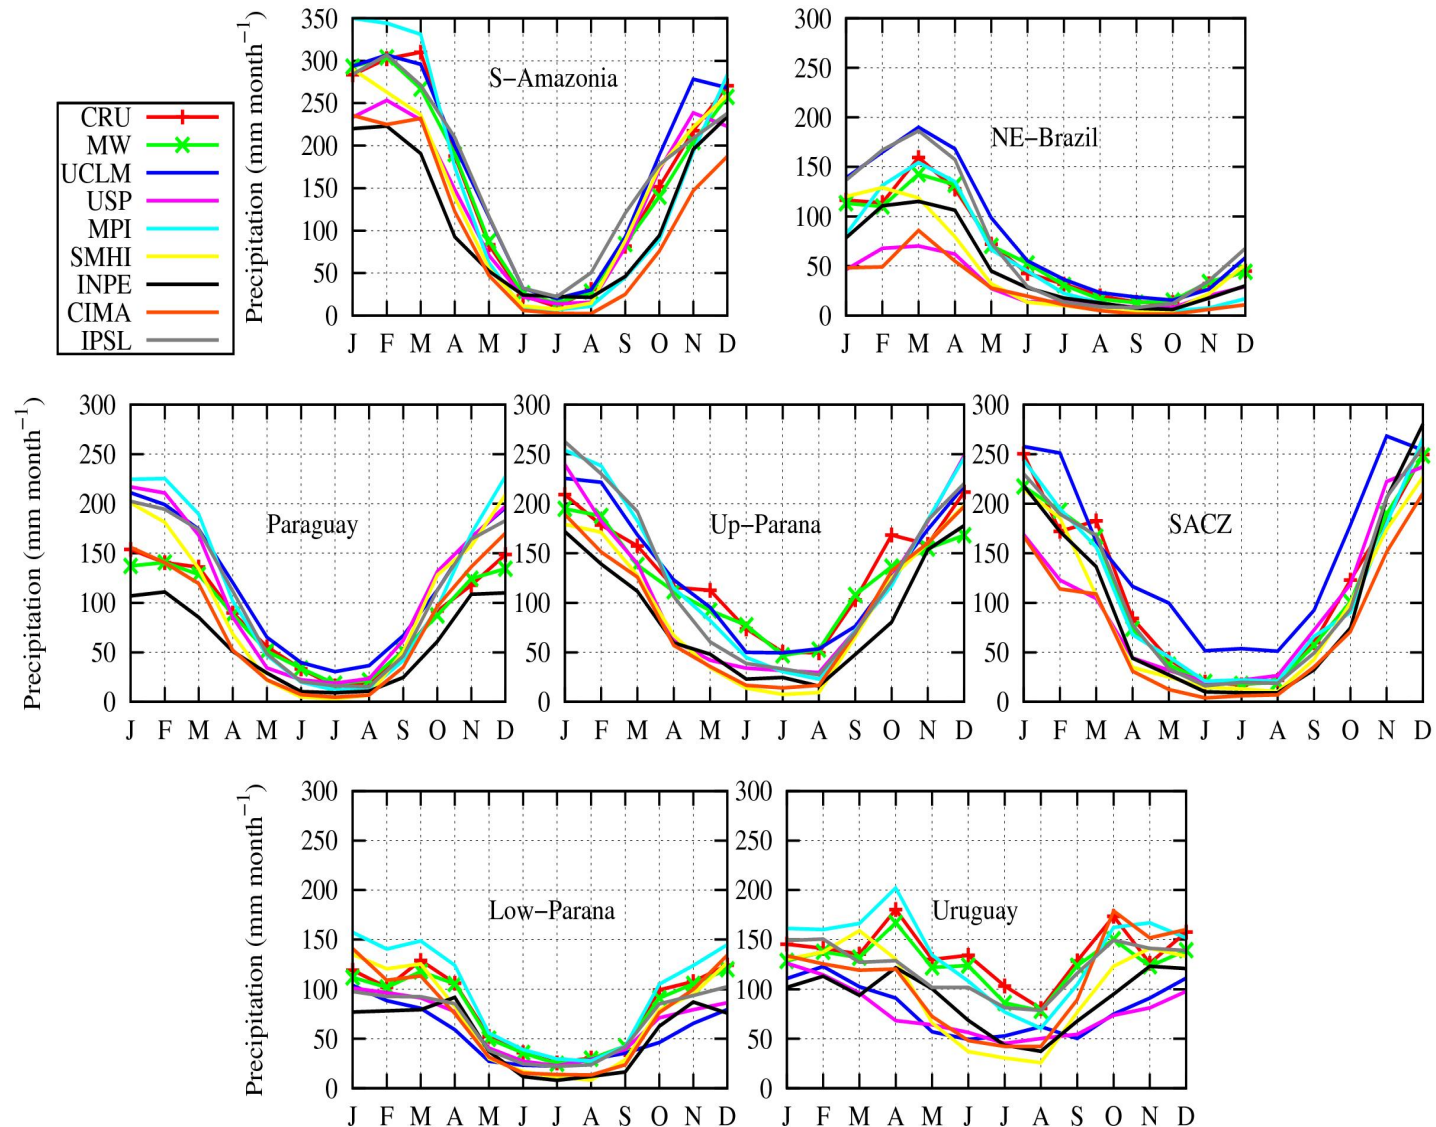 Precipitation (mm month−1)
350
300
250
200
150
100
50
0
S−Amazonia
J F M A M J J A S O N D
300
250
200
150
100
50
0
NE−Brazil
J F M A M J J A S O N D
CRU
MW
UCLM
USP
MPI
SMHI
INPE
CIMA
IPSL
Precipitation (mm month−1)
300
250
200
150
100
50
0
Paraguay
J F M A M J J A S O N D
300
250
200
150
100
50
0
Up−Parana
J F M A M J J A S O N D
300
250
200
150
100
50
0
SACZ
J F M A M J J A S O N D
Precipitation (mm month−1)
300
250
200
150
100
50
0
Low−Parana
J F M A M J J A S O N D
300
250
200
150
100
50
0
Uruguay
J F M A M J J A S O N D